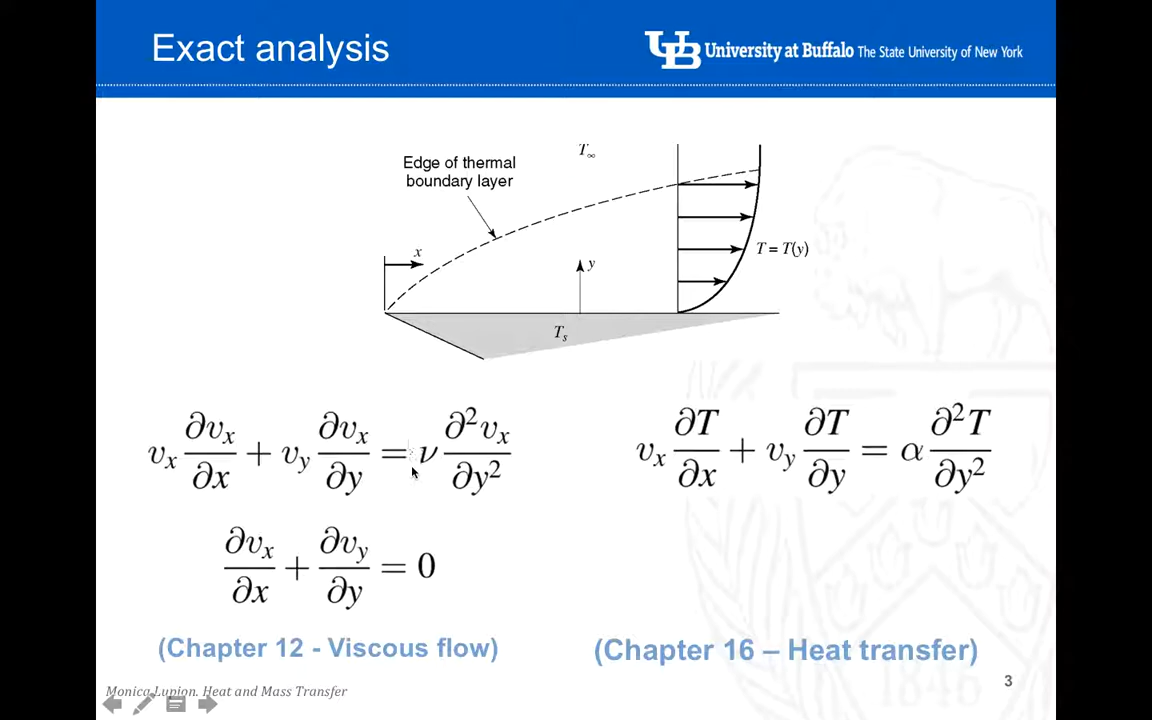 Exact analysis
UB University at Buffalo The State University of New York
T∞
Edge of thermal
boundary layer
x
y
T = T(y)
Ts
vx ∂vx/∂x + vy ∂vx/∂y = ν ∂²vx/∂y²
vx ∂T/∂x + vy ∂T/∂y = α ∂²T/∂y²
∂vx/∂x + ∂vy/∂y = 0
(Chapter 12 - Viscous flow)
(Chapter 16 – Heat transfer)
Monica Lupion. Heat and Mass Transfer
3
1846